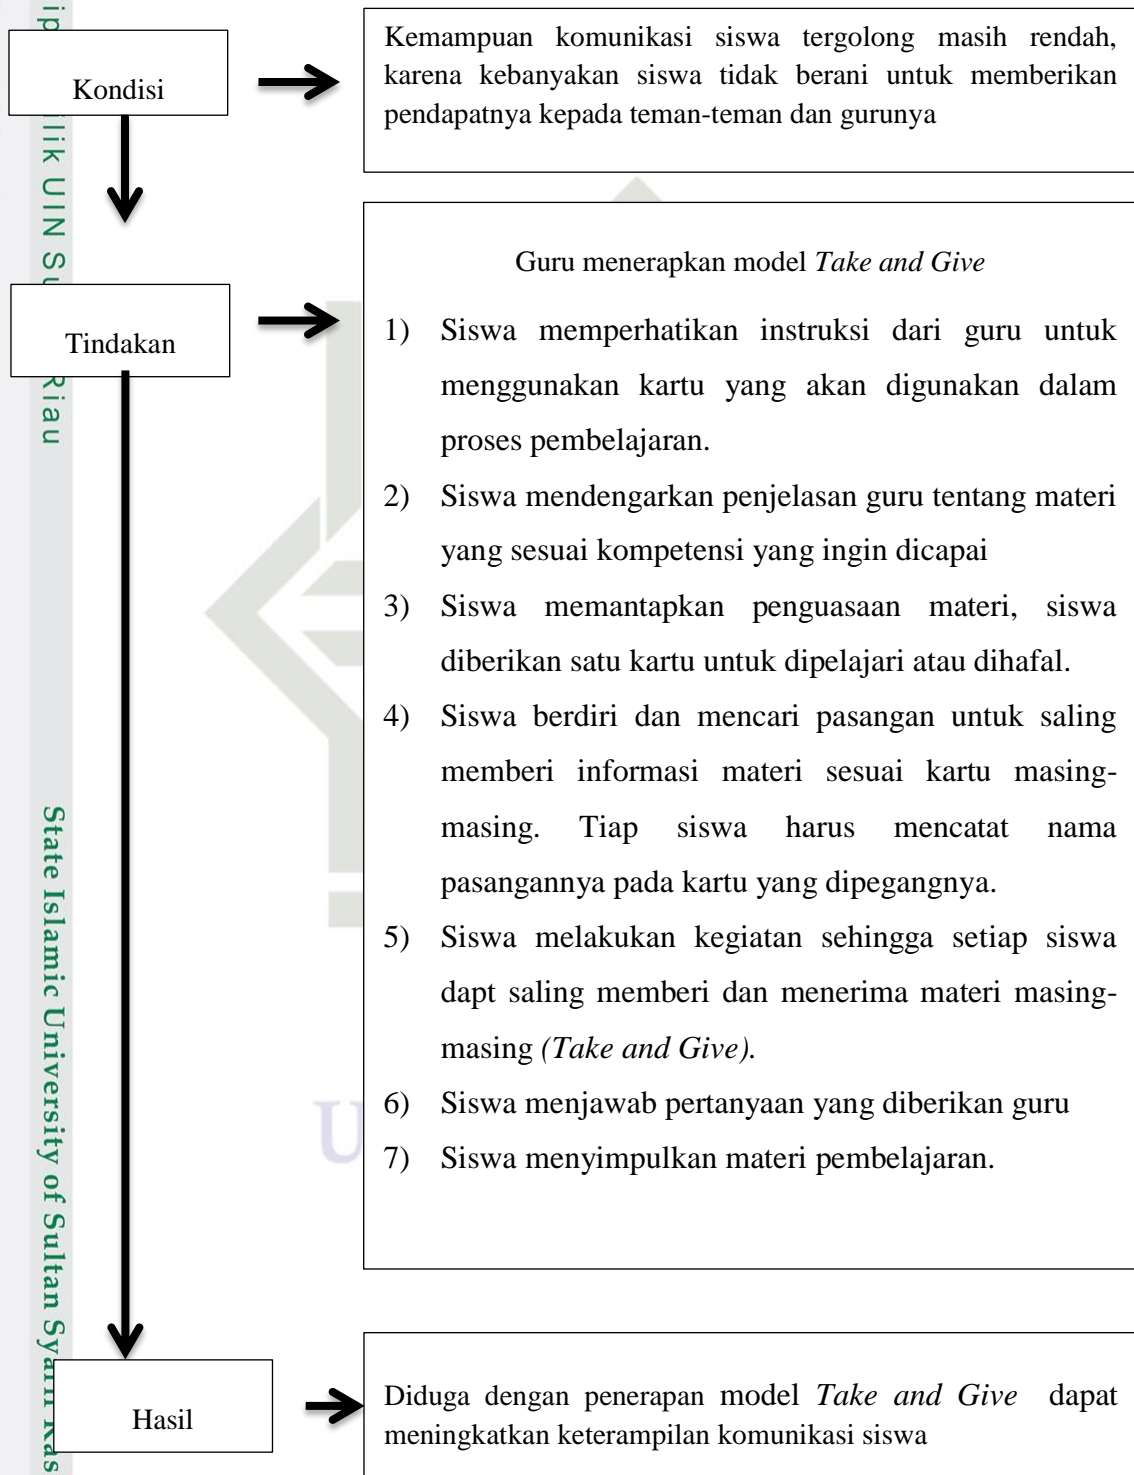 Kondisi
Kemampuan komunikasi siswa tergolong masih rendah,
karena kebanyakan siswa tidak berani untuk memberikan
pendapatnya kepada teman-teman dan gurunya
Tindakan
Guru menerapkan model Take and Give
1) Siswa memperhatikan instruksi dari guru untuk
menggunakan kartu yang akan digunakan dalam
proses pembelajaran.
2) Siswa mendengarkan penjelasan guru tentang materi
yang sesuai kompetensi yang ingin dicapai
3) Siswa memantapkan penguasaan materi, siswa
diberikan satu kartu untuk dipelajari atau dihafal.
4) Siswa berdiri dan mencari pasangan untuk saling
memberi informasi materi sesuai kartu masing-
masing. Tiap siswa harus mencatat nama
pasangannya pada kartu yang dipegangnya.
5) Siswa melakukan kegiatan sehingga setiap siswa
dapt saling memberi dan menerima materi masing-
masing (Take and Give).
6) Siswa menjawab pertanyaan yang diberikan guru
7) Siswa menyimpulkan materi pembelajaran.
Hasil
Diduga dengan penerapan model Take and Give dapat
meningkatkan keterampilan komunikasi siswa
UIN Riau
State Islamic University of Sultan
U